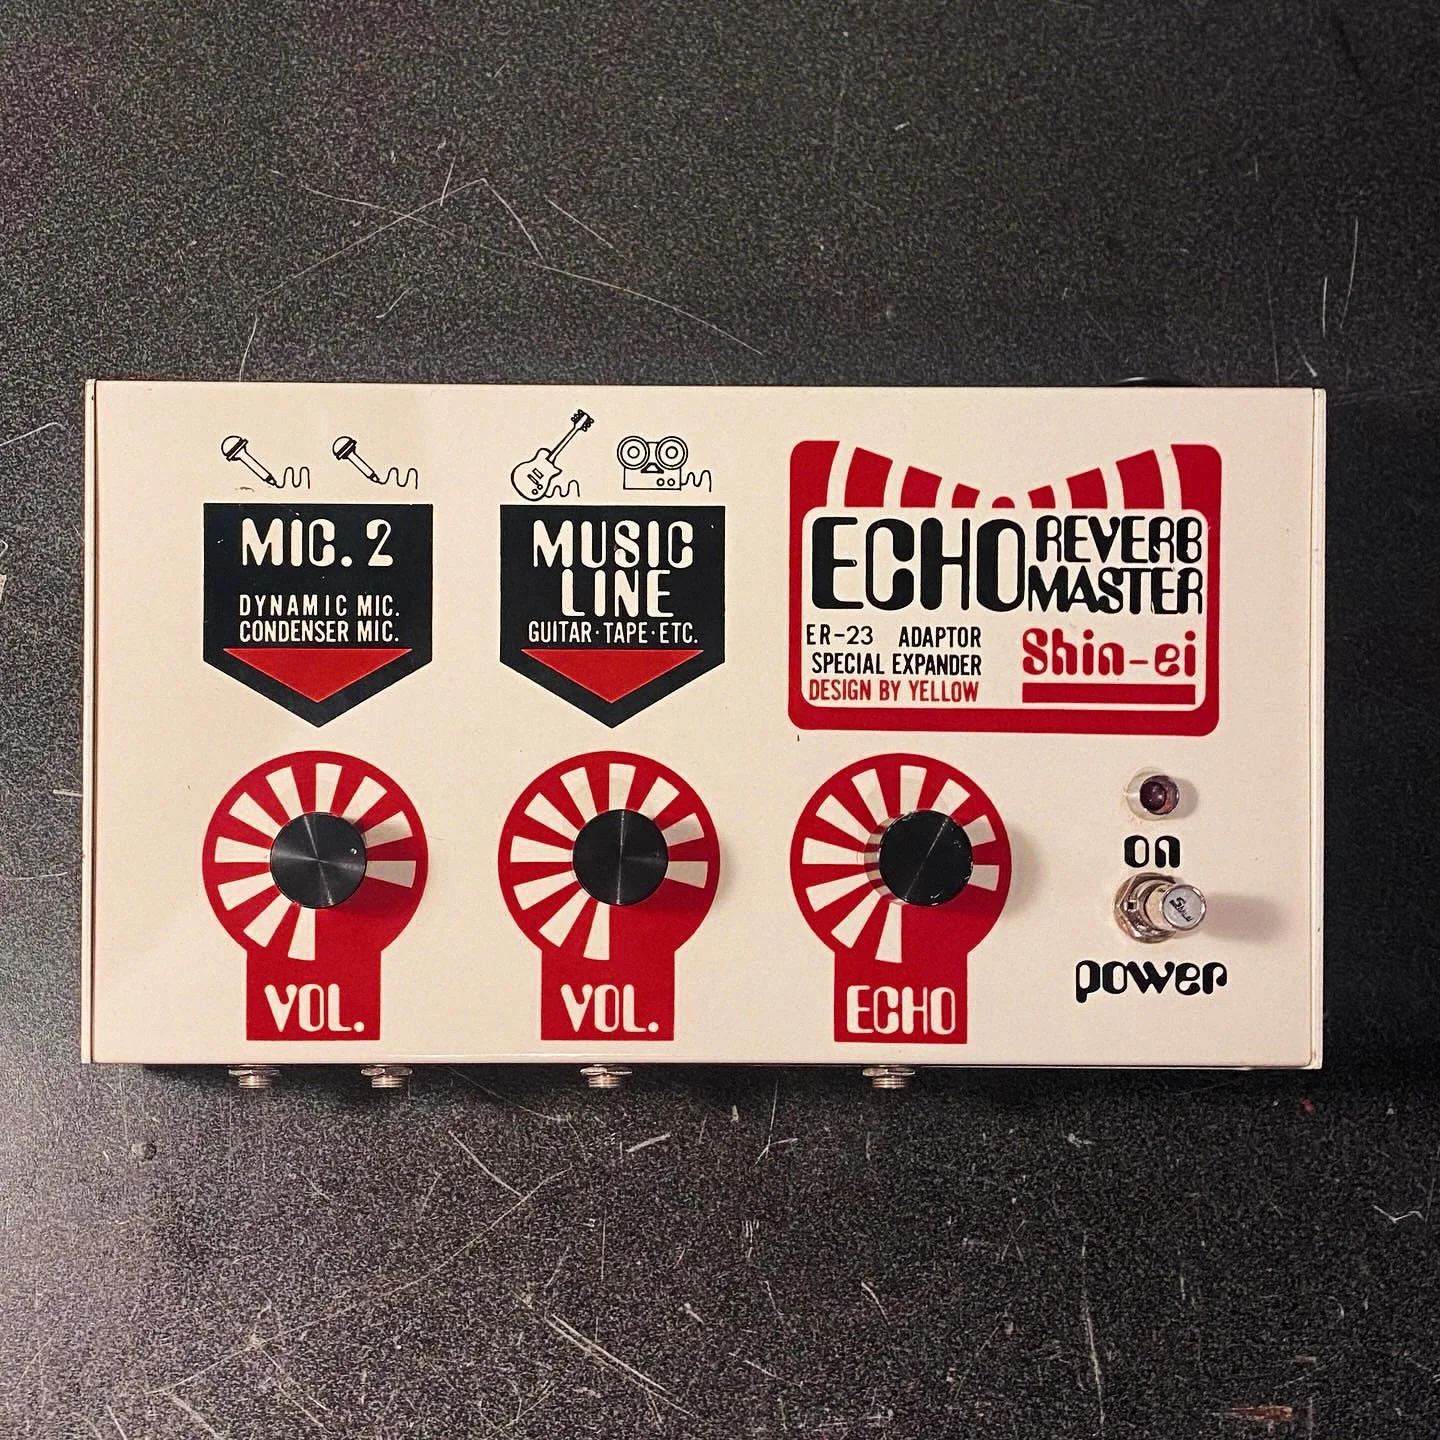 MIC. 2
DYNAMIC MIC.
CONDENSER MIC.
MUSIC
LINE
GUITAR·TAPE·ETC.
ECHO REVERB
MASTER
ER-23 ADAPTOR
SPECIAL EXPANDER
DESIGN BY YELLOW
Shin-ei
VOL.
VOL.
ECHO
on
power